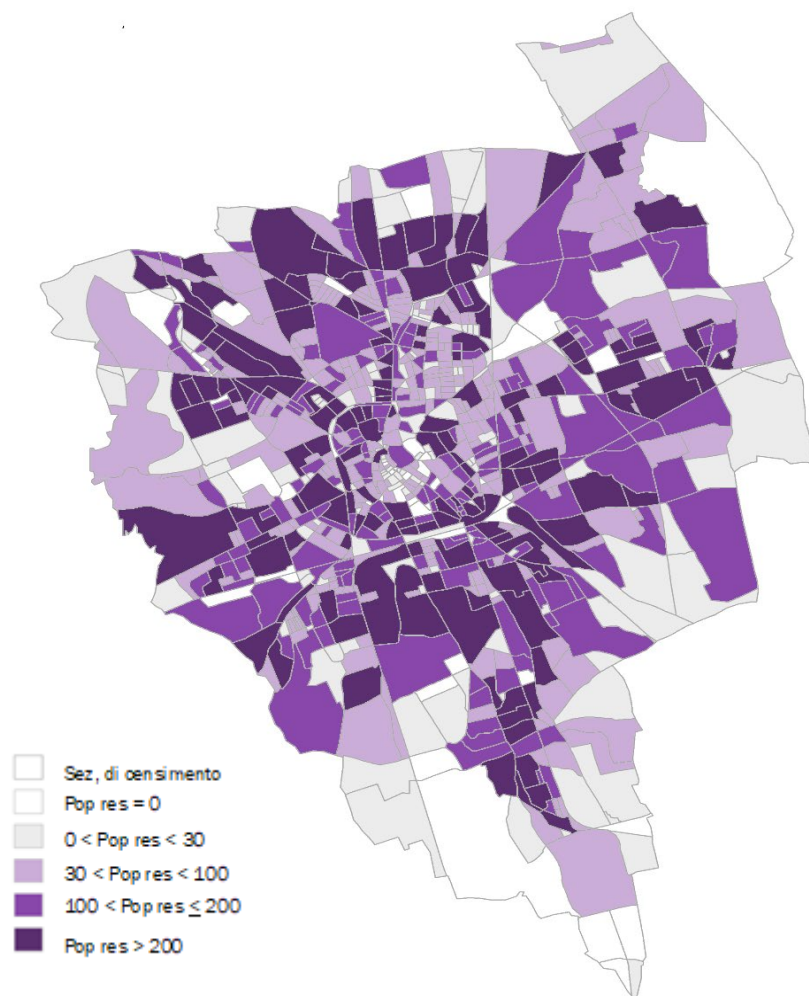 Sez, di censimento
Pop res = 0
0 < Pop res < 30
30 < Pop res < 100
100 < Pop res ≤ 200
Pop res > 200